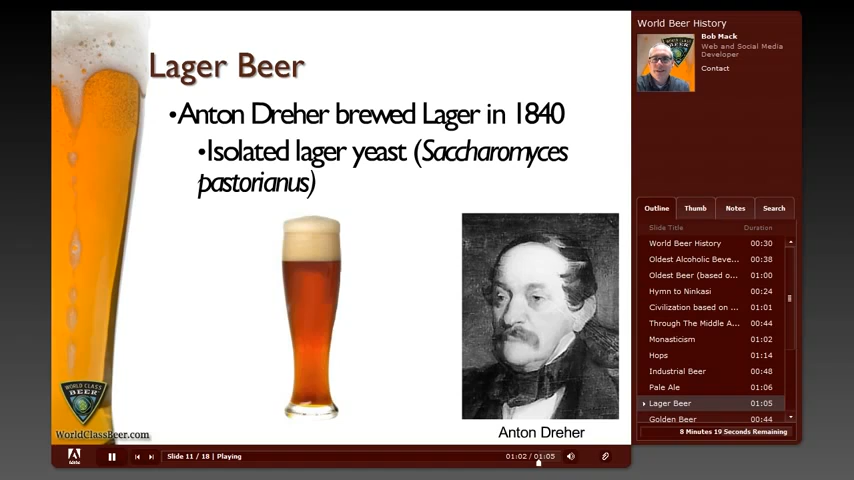 Lager Beer
•Anton Dreher brewed Lager in 1840
•Isolated lager yeast (Saccharomyces
pastorianus)
Anton Dreher
WORLD CLASS
BEER
WorldClassBeer.com
Adobe
Slide 11 / 18 | Playing
01:02 / 01:05
World Beer History
Bob Mack
Web and Social Media
Developer
Contact
Outline Thumb Notes Search
Slide Title Duration
World Beer History 00:30
Oldest Alcoholic Beve... 00:38
Oldest Beer (based o... 01:00
Hymn to Ninkasi 00:24
Civilization based on ... 01:01
Through The Middle A... 00:44
Monasticism 01:02
Hops 01:14
Industrial Beer 00:48
Pale Ale 01:06
Lager Beer 01:05
Golden Beer 00:44
8 Minutes 19 Seconds Remaining